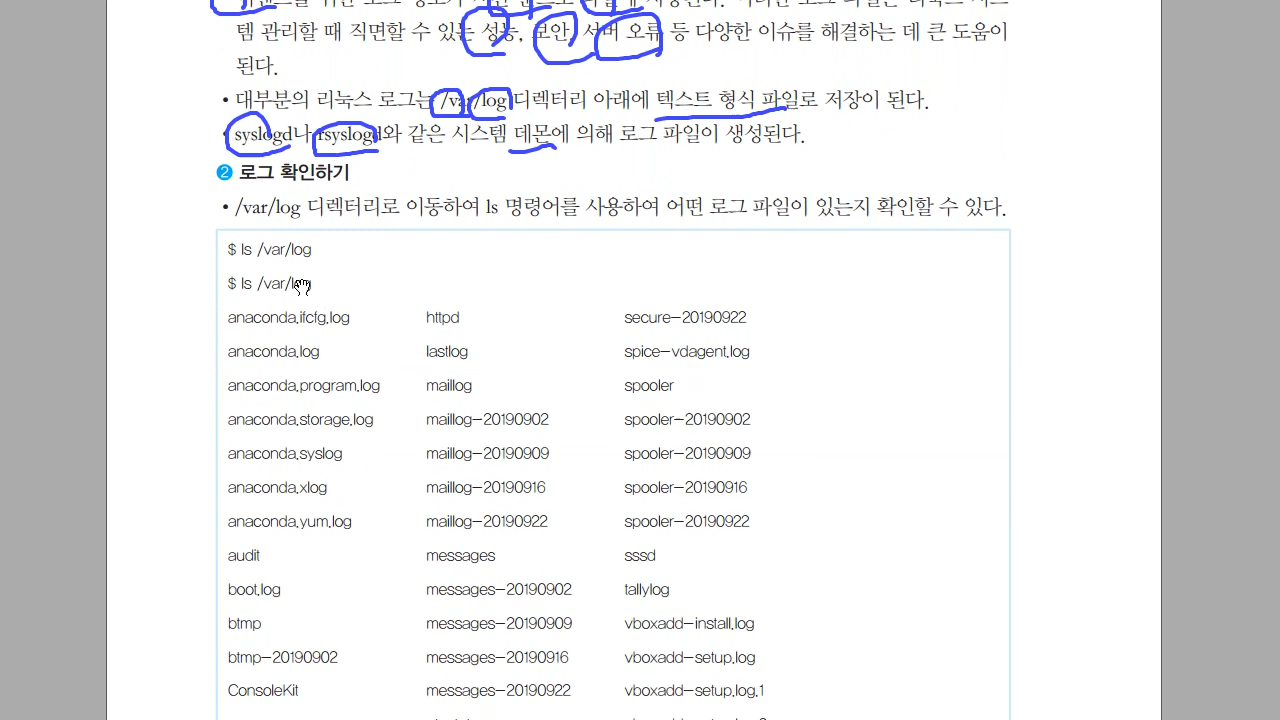 템 관리할 때 직면할 수 있는 성능, 보안, 서버 오류 등 다양한 이슈를 해결하는 데 큰 도움이
된다.
• 대부분의 리눅스 로그는 /var/log 디렉터리 아래에 텍스트 형식 파일로 저장이 된다.
• syslogd나 rsyslogd와 같은 시스템 데몬에 의해 로그 파일이 생성된다.
2 로그 확인하기
• /var/log 디렉터리로 이동하여 ls 명령어를 사용하여 어떤 로그 파일이 있는지 확인할 수 있다.
$ ls /var/log
$ ls /var/log
anaconda.ifcfg.log httpd secure-20190922
anaconda.log lastlog spice-vdagent.log
anaconda.program.log maillog spooler
anaconda.storage.log maillog-20190902 spooler-20190902
anaconda.syslog maillog-20190909 spooler-20190909
anaconda.xlog maillog-20190916 spooler-20190916
anaconda.yum.log maillog-20190922 spooler-20190922
audit messages sssd
boot.log messages-20190902 tallylog
btmp messages-20190909 vboxadd-install.log
btmp-20190902 messages-20190916 vboxadd-setup.log
ConsoleKit messages-20190922 vboxadd-setup.log.1